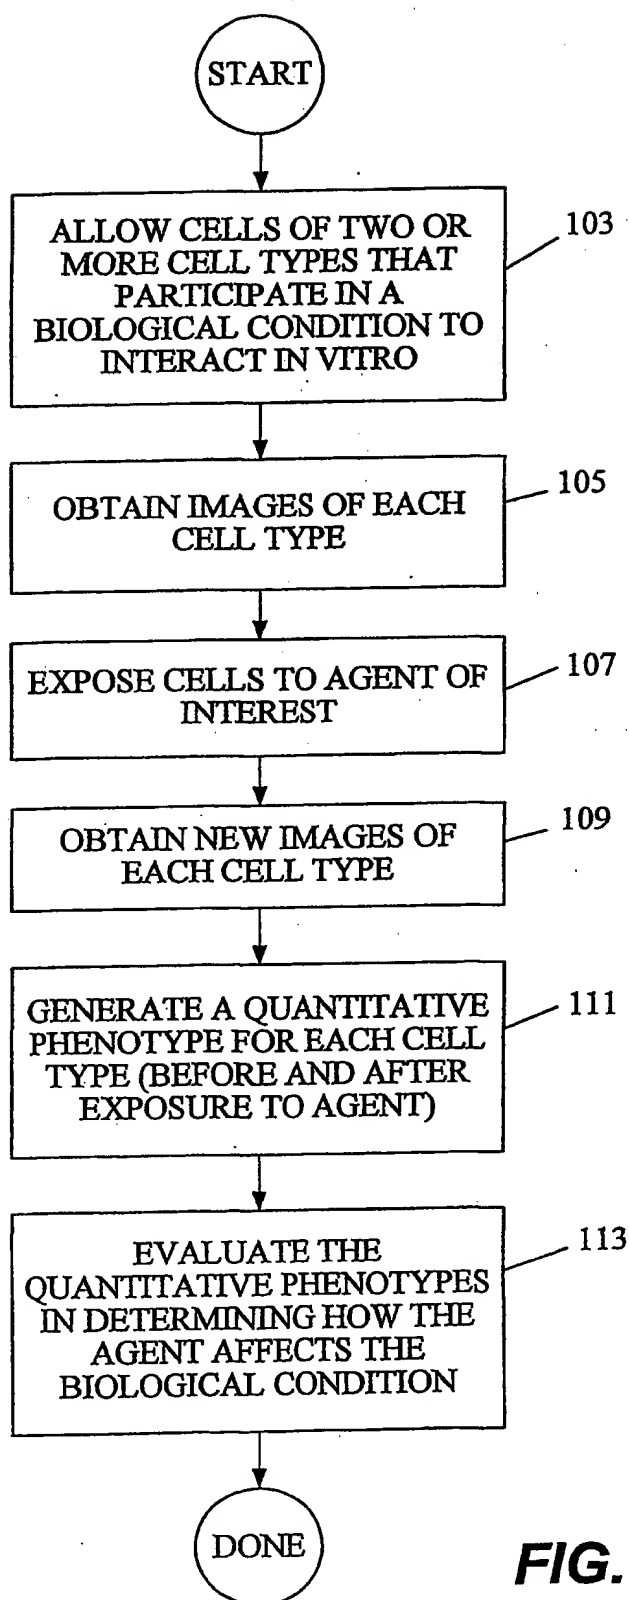 START
ALLOW CELLS OF TWO OR
MORE CELL TYPES THAT
PARTICIPATE IN A
BIOLOGICAL CONDITION TO
INTERACT IN VITRO
103
OBTAIN IMAGES OF EACH
CELL TYPE
105
EXPOSE CELLS TO AGENT OF
INTEREST
107
OBTAIN NEW IMAGES OF
EACH CELL TYPE
109
GENERATE A QUANTITATIVE
PHENOTYPE FOR EACH CELL
TYPE (BEFORE AND AFTER
EXPOSURE TO AGENT)
111
EVALUATE THE
QUANTITATIVE PHENOTYPES
IN DETERMINING HOW THE
AGENT AFFECTS THE
BIOLOGICAL CONDITION
113
DONE
FIG.